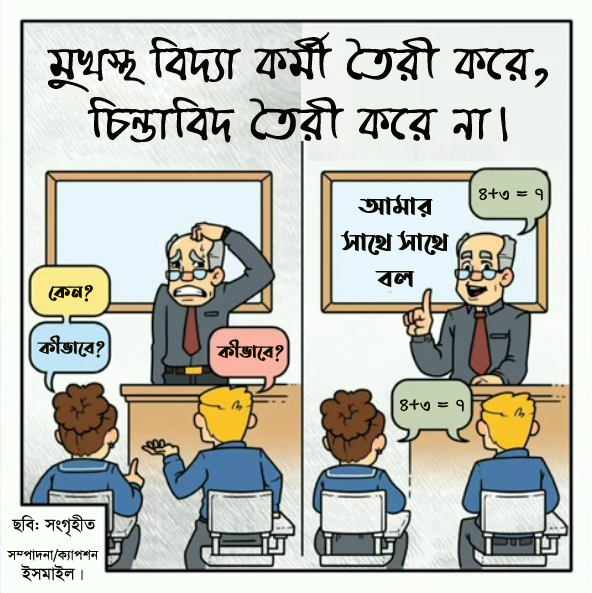 মুখস্থ বিদ্যা কর্মী তৈরী করে,
চিন্তাবিদ তৈরী করে না।
কেন?
কীভাবে?
কীভাবে?
আমার
সাথে সাথে
বল
৪+৩ = ৭
৪+৩ = ৭
ছবি: সংগৃহীত
সম্পাদনা/ক্যাপশন
ইসমাইল।